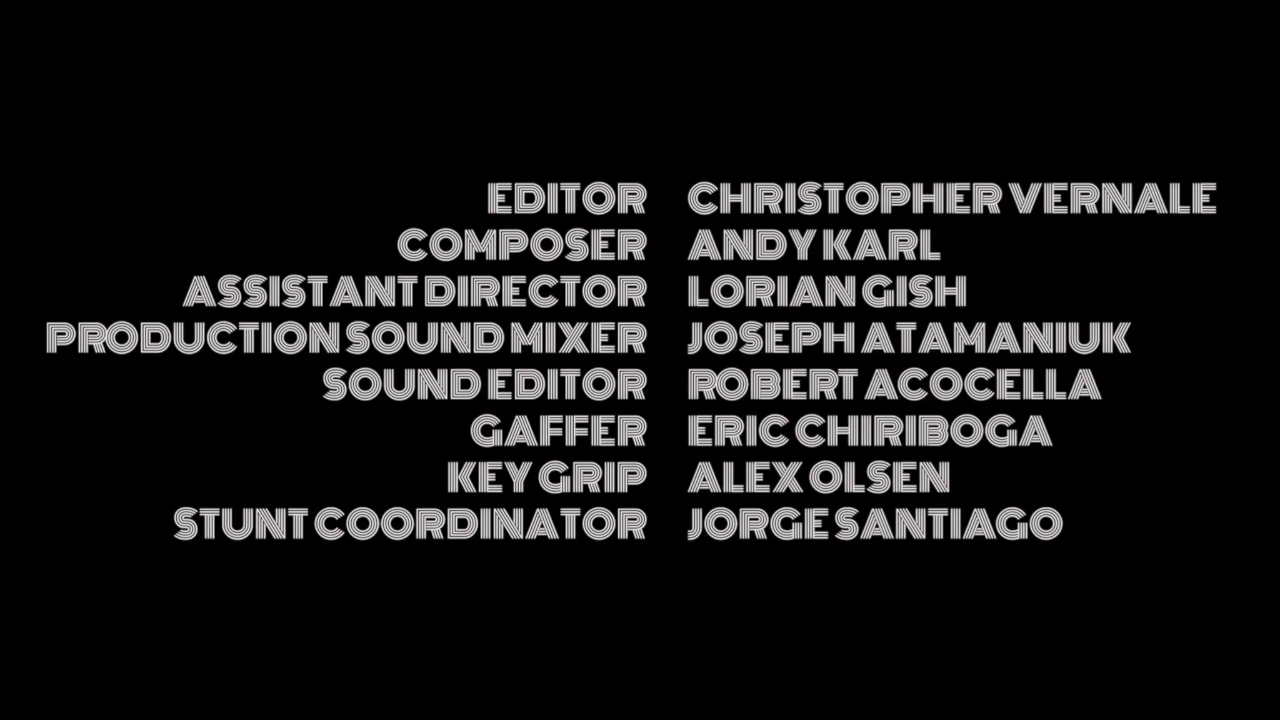 EDITOR CHRISTOPHER VERNALE
COMPOSER ANDY KARL
ASSISTANT DIRECTOR LORIAN GISH
PRODUCTION SOUND MIXER JOSEPH ATAMANIUK
SOUND EDITOR ROBERT ACOCELLA
GAFFER ERIC CHIRIBOGA
KEY GRIP ALEX OLSEN
STUNT COORDINATOR JORGE SANTIAGO